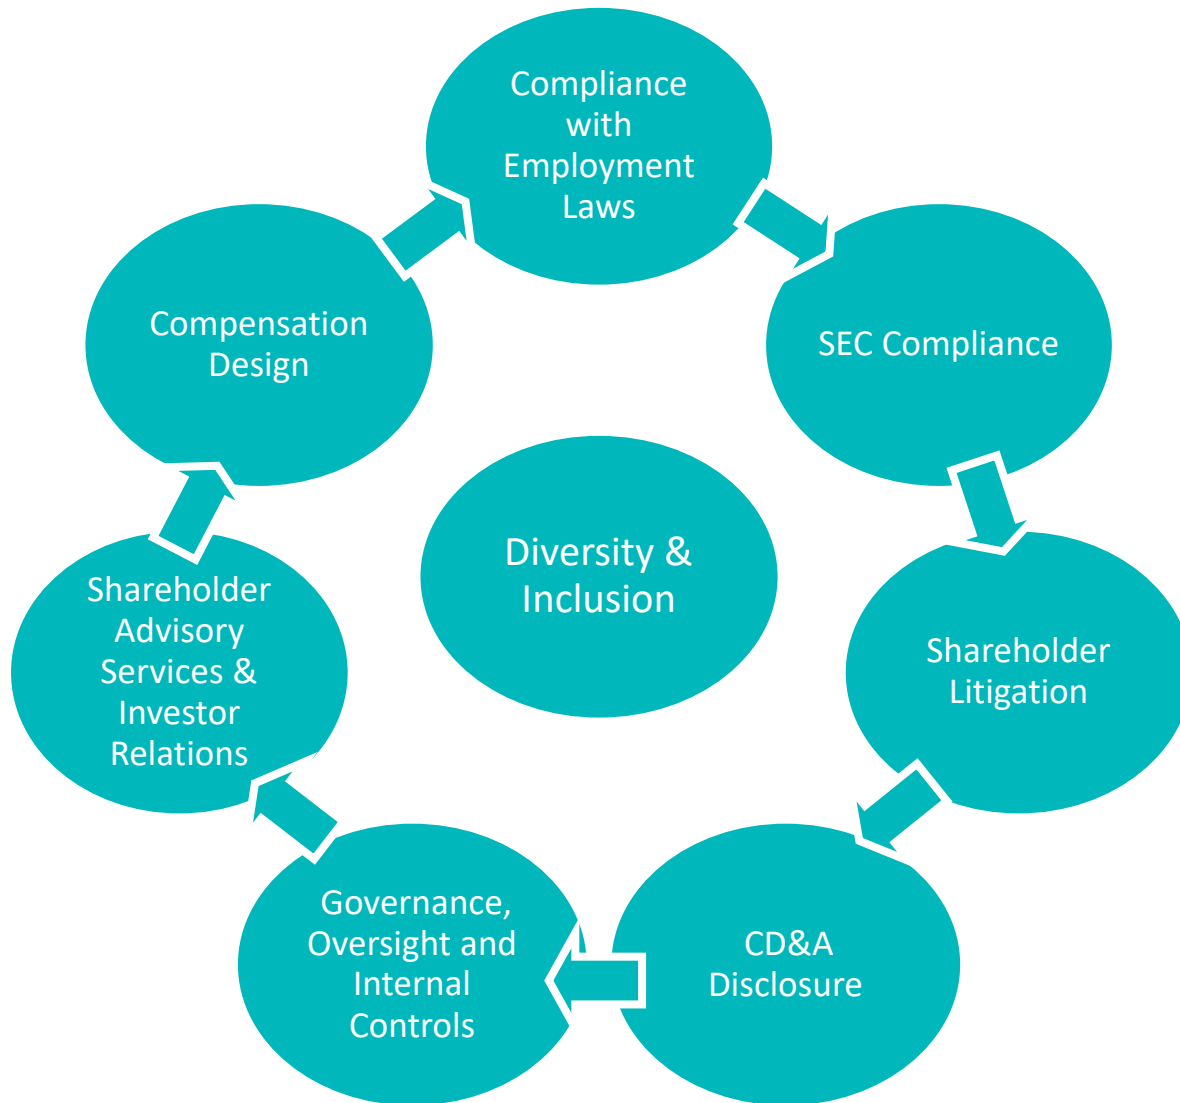 Compliance
with
Employment
Laws
SEC Compliance
Shareholder
Litigation
CD&A
Disclosure
Governance,
Oversight and
Internal
Controls
Shareholder
Advisory
Services &
Investor
Relations
Compensation
Design
Diversity &
Inclusion